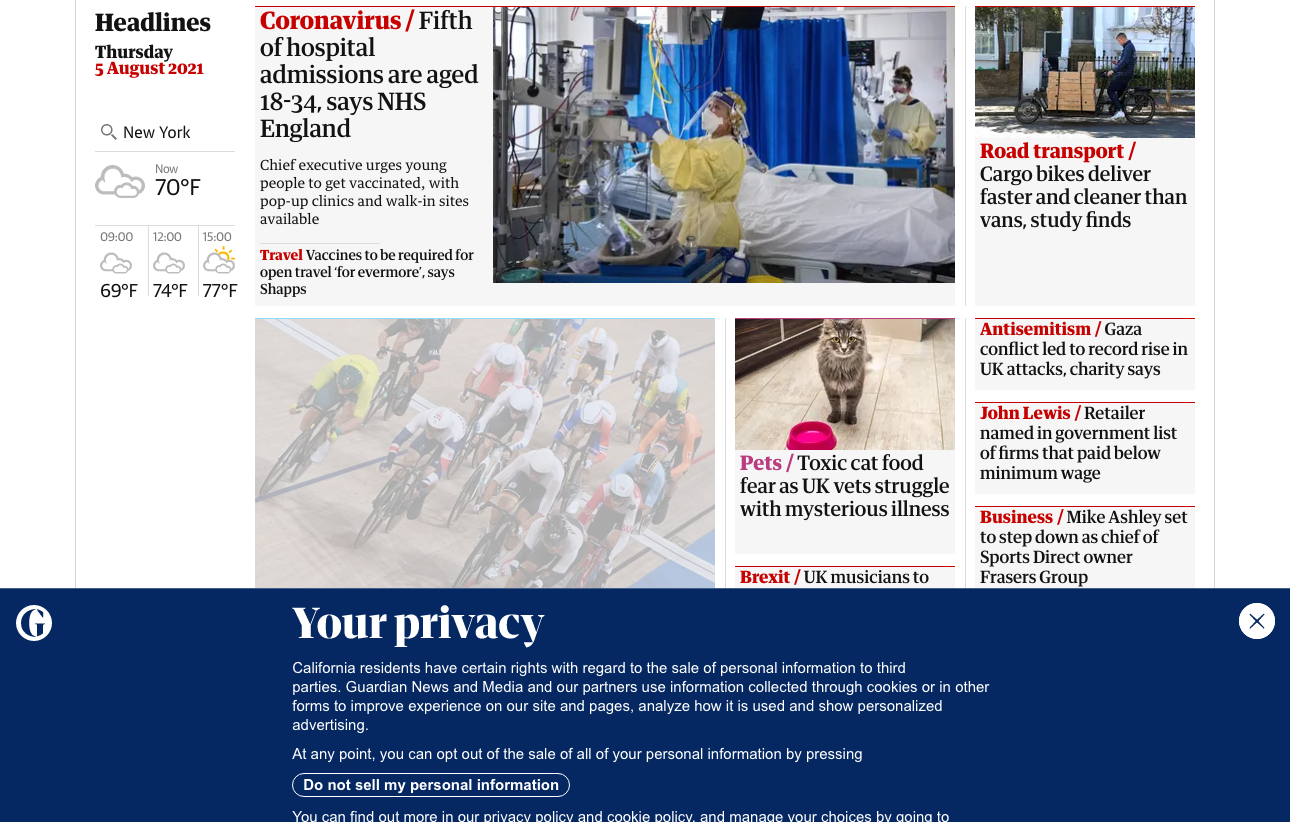 Headlines
Thursday
5 August 2021
New York
Now
70°F
09:00 12:00 15:00
69°F 74°F 77°F
Coronavirus / Fifth
of hospital
admissions are aged
18-34, says NHS
England
Chief executive urges young
people to get vaccinated, with
pop-up clinics and walk-in sites
available
Travel Vaccines to be required for
open travel ‘for evermore’, says
Shapps
Road transport /
Cargo bikes deliver
faster and cleaner than
vans, study finds
Pets / Toxic cat food
fear as UK vets struggle
with mysterious illness
Brexit / UK musicians to
Antisemitism / Gaza
conflict led to record rise in
UK attacks, charity says
John Lewis / Retailer
named in government list
of firms that paid below
minimum wage
Business / Mike Ashley set
to step down as chief of
Sports Direct owner
Frasers Group
G
Your privacy
California residents have certain rights with regard to the sale of personal information to third
parties. Guardian News and Media and our partners use information collected through cookies or in other
forms to improve experience on our site and pages, analyze how it is used and show personalized
advertising.
At any point, you can opt out of the sale of all of your personal information by pressing
Do not sell my personal information
You can find out more in our privacy policy and cookie policy, and manage your choices by going to